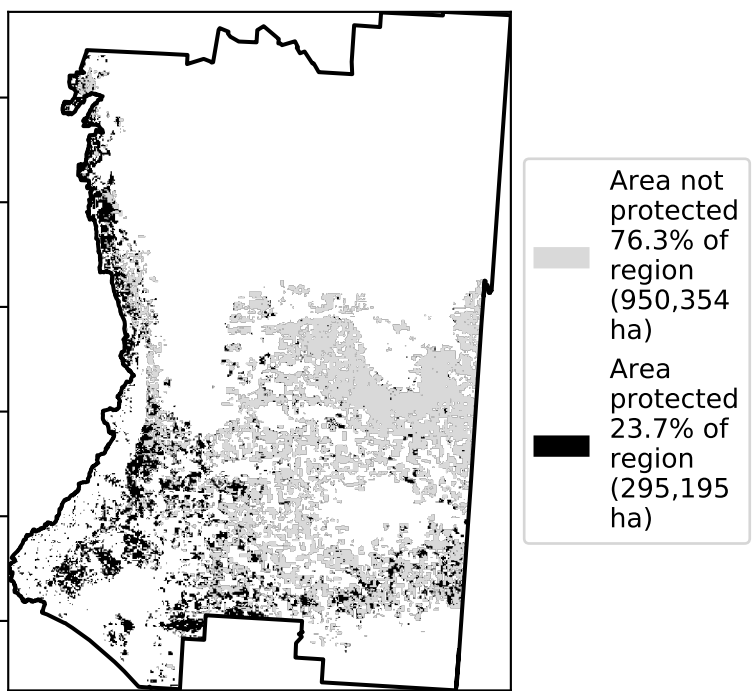 Area not
protected
76.3% of
region
(950,354
ha)
Area
protected
23.7% of
region
(295,195
ha)